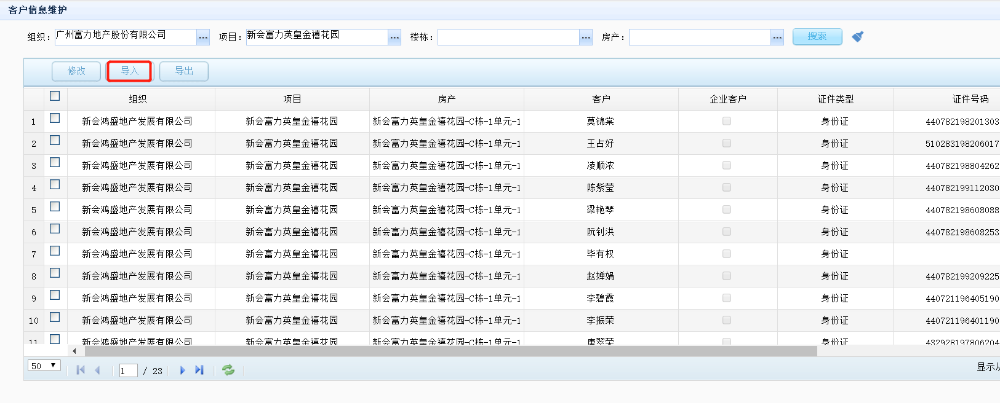 客户信息维护
组织： 广州富力地产股份有限公司 ... 项目： 新会富力英皇金禧花园 ... 楼栋： ... 房产： ... 搜索
修改 导入 导出
组织 项目 房产 客户 企业客户 证件类型 证件号码
1 新会鸿盛地产发展有限公司 新会富力英皇金禧花园 新会富力英皇金禧花园-C栋-1单元-1 莫锦棠 身份证 440782198201303
2 新会鸿盛地产发展有限公司 新会富力英皇金禧花园 新会富力英皇金禧花园-C栋-1单元-1 王占好 身份证 510283198206017
3 新会鸿盛地产发展有限公司 新会富力英皇金禧花园 新会富力英皇金禧花园-C栋-1单元-1 凌顺浓 身份证 440782198804262
4 新会鸿盛地产发展有限公司 新会富力英皇金禧花园 新会富力英皇金禧花园-C栋-1单元-1 陈紫莹 身份证 440782199112030
5 新会鸿盛地产发展有限公司 新会富力英皇金禧花园 新会富力英皇金禧花园-C栋-1单元-1 梁艳琴 身份证 440782198608088
6 新会鸿盛地产发展有限公司 新会富力英皇金禧花园 新会富力英皇金禧花园-C栋-1单元-1 阮钊洪 身份证 440782198608253
7 新会鸿盛地产发展有限公司 新会富力英皇金禧花园 新会富力英皇金禧花园-C栋-1单元-1 毕有权 身份证
8 新会鸿盛地产发展有限公司 新会富力英皇金禧花园 新会富力英皇金禧花园-C栋-1单元-1 赵婵娟 身份证 440782199209225
9 新会鸿盛地产发展有限公司 新会富力英皇金禧花园 新会富力英皇金禧花园-C栋-1单元-1 李碧霞 身份证 440721196405190
10 新会鸿盛地产发展有限公司 新会富力英皇金禧花园 新会富力英皇金禧花园-C栋-1单元-1 李振荣 身份证 440721196401190
11 新会鸿盛地产发展有限公司 新会富力英皇金禧花园 新会富力英皇金禧花园-C栋-1单元-1 唐翠荣 身份证 432928197806204
50 1 / 23 显示从